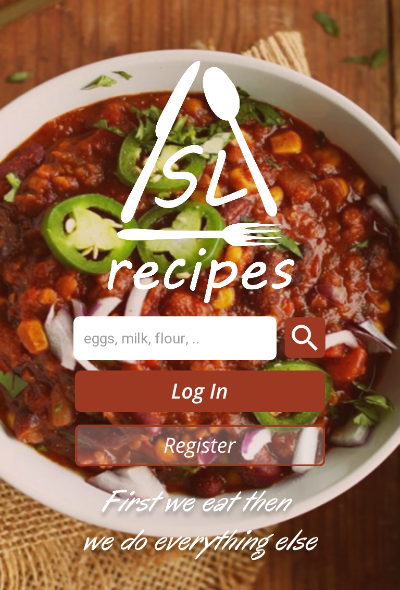 SL
recipes
eggs, milk, flour, ..
Log In
Register
First we eat then
we do everything else